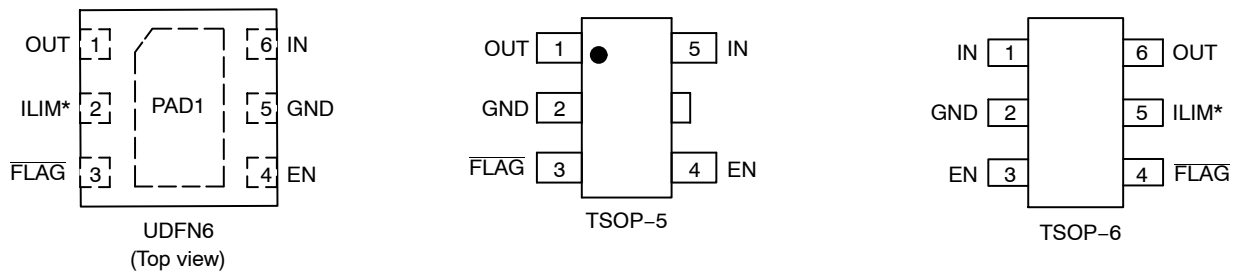 OUT 1 6 IN
ILIM* 2 PAD1 5 GND
FLAG 3 4 EN
UDFN6
(Top view)
OUT 1 5 IN
GND 2
FLAG 3 4 EN
TSOP−5
IN 1 6 OUT
GND 2 5 ILIM*
EN 3 4 FLAG
TSOP−6